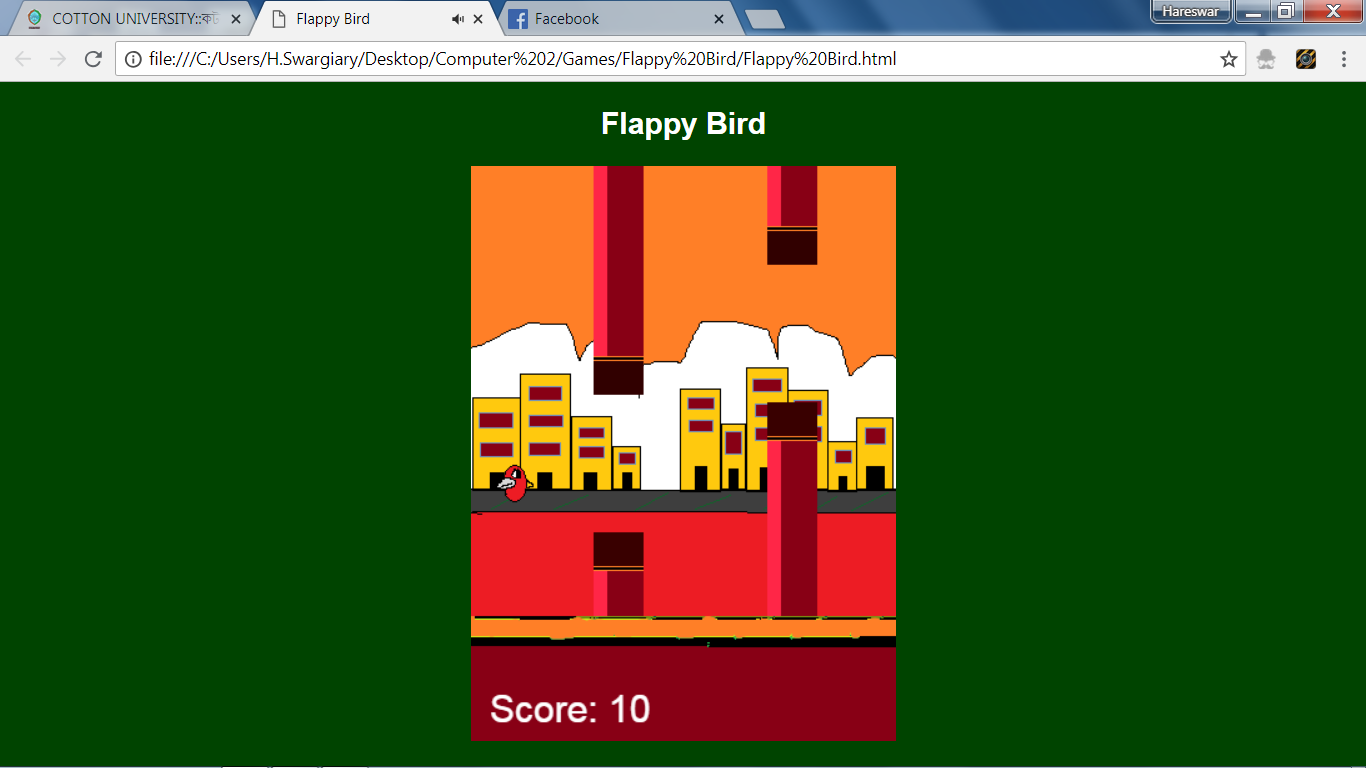 COTTON UNIVERSITY::কট
Flappy Bird
Facebook
Hareswar
file:///C:/Users/H.Swargiary/Desktop/Computer%202/Games/Flappy%20Bird/Flappy%20Bird.html
Flappy Bird
Score: 10